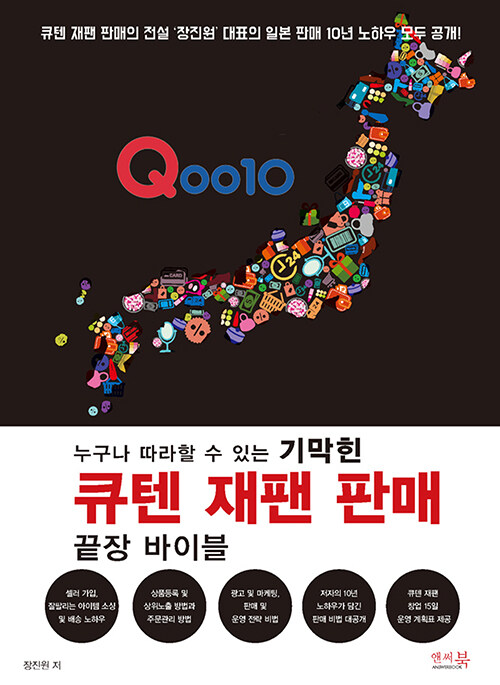 큐텐 재팬 판매의 전설 '장진원' 대표의 일본 판매 10년 노하우 모두 공개!
Qoo10
24
CARD
누구나 따라할 수 있는 기막힌
큐텐 재팬 판매
끝장 바이블
셀러 가입,
잘팔리는 아이템 소싱
및 배송 노하우
상품등록 및
상위노출 방법과
주문관리 방법
광고 및 마케팅,
판매 및
운영 전략 비법
저자의 10년
노하우가 담긴
판매 비법 대공개
큐텐 재팬
창업 15일
운영 계획표 제공
장진원 저
앤써북
ANSWERBOOK